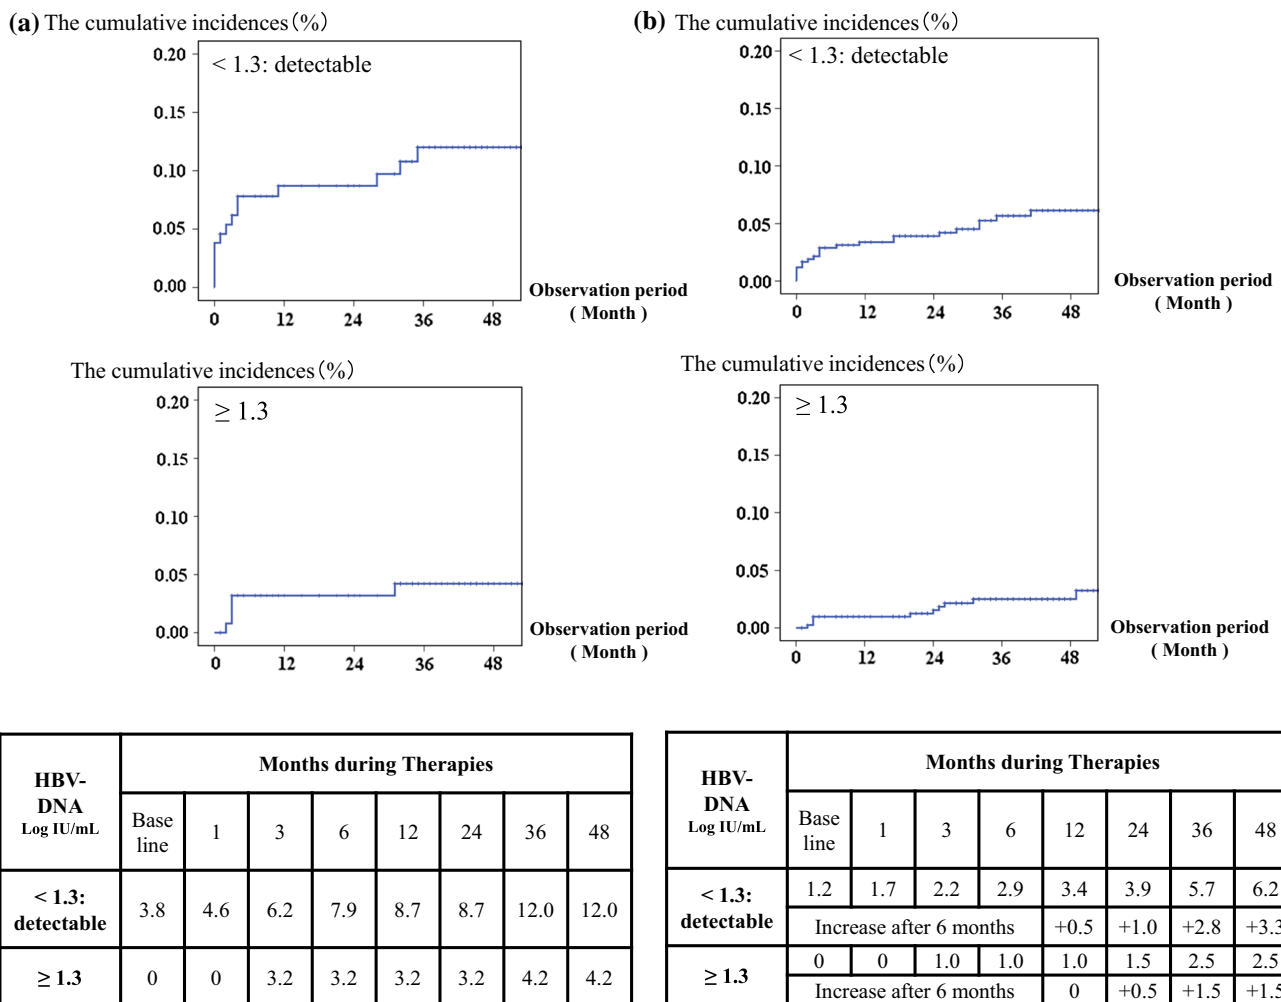 (a) The cumulative incidences(%)
< 1.3: detectable
0.20
0.15
0.10
0.05
0.00
0 12 24 36 48
Observation period
( Month )
(b) The cumulative incidences(%)
< 1.3: detectable
0.20
0.15
0.10
0.05
0.00
0 12 24 36 48
Observation period
( Month )
The cumulative incidences(%)
≥ 1.3
0.20
0.15
0.10
0.05
0.00
0 12 24 36 48
Observation period
( Month )
The cumulative incidences(%)
≥ 1.3
0.20
0.15
0.10
0.05
0.00
0 12 24 36 48
Observation period
( Month )
HBV-
DNA
Log IU/mL
Months during Therapies
Base
line
1 3 6 12 24 36 48
< 1.3:
detectable
3.8 4.6 6.2 7.9 8.7 8.7 12.0 12.0
≥ 1.3 0 0 3.2 3.2 3.2 3.2 4.2 4.2
HBV-
DNA
Log IU/mL
Months during Therapies
Base
line
1 3 6 12 24 36 48
< 1.3:
detectable
1.2 1.7 2.2 2.9 3.4 3.9 5.7 6.2
Increase after 6 months +0.5 +1.0 +2.8 +3.3
≥ 1.3
0 0 1.0 1.0 1.0 1.5 2.5 2.5
Increase after 6 months 0 +0.5 +1.5 +1.5